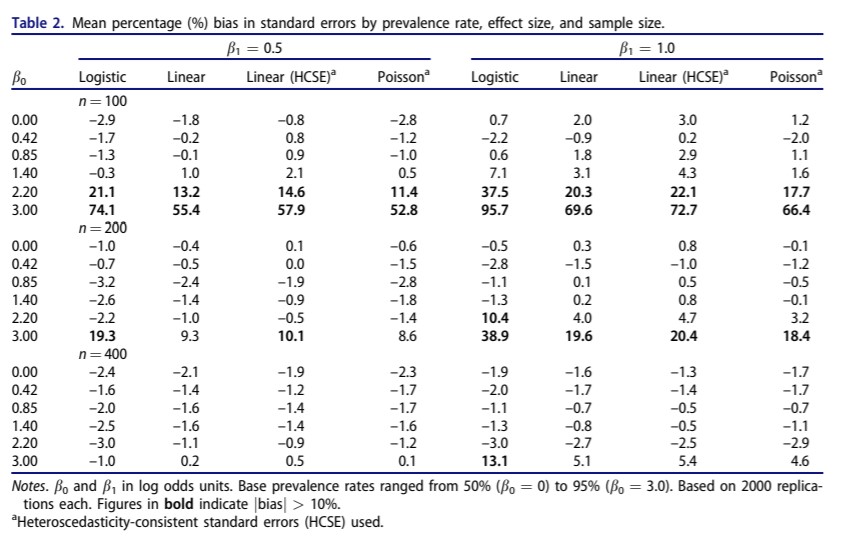 Table 2. Mean percentage (%) bias in standard errors by prevalence rate, effect size, and sample size.
β₁ = 0.5 β₁ = 1.0
β₀ Logistic Linear Linear (HCSE)ᵃ Poissonᵃ Logistic Linear Linear (HCSE)ᵃ Poissonᵃ
n = 100
0.00 −2.9 −1.8 −0.8 −2.8 0.7 2.0 3.0 1.2
0.42 −1.7 −0.2 0.8 −1.2 −2.2 −0.9 0.2 −2.0
0.85 −1.3 −0.1 0.9 −1.0 0.6 1.8 2.9 1.1
1.40 −0.3 1.0 2.1 0.5 7.1 3.1 4.3 1.6
2.20 21.1 13.2 14.6 11.4 37.5 20.3 22.1 17.7
3.00 74.1 55.4 57.9 52.8 95.7 69.6 72.7 66.4
n = 200
0.00 −1.0 −0.4 0.1 −0.6 −0.5 0.3 0.8 −0.1
0.42 −0.7 −0.5 0.0 −1.5 −2.8 −1.5 −1.0 −1.2
0.85 −3.2 −2.4 −1.9 −2.8 −1.1 0.1 0.5 −0.5
1.40 −2.6 −1.4 −0.9 −1.8 −1.3 0.2 0.8 −0.1
2.20 −2.2 −1.0 −0.5 −1.4 10.4 4.0 4.7 3.2
3.00 19.3 9.3 10.1 8.6 38.9 19.6 20.4 18.4
n = 400
0.00 −2.4 −2.1 −1.9 −2.3 −1.9 −1.6 −1.3 −1.7
0.42 −1.6 −1.4 −1.2 −1.7 −2.0 −1.7 −1.4 −1.7
0.85 −2.0 −1.6 −1.4 −1.7 −1.1 −0.7 −0.5 −0.7
1.40 −2.5 −1.6 −1.4 −1.6 −1.3 −0.8 −0.5 −1.1
2.20 −3.0 −1.1 −0.9 −1.2 −3.0 −2.7 −2.5 −2.9
3.00 −1.0 0.2 0.5 0.1 13.1 5.1 5.4 4.6
Notes. β₀ and β₁ in log odds units. Base prevalence rates ranged from 50% (β₀ = 0) to 95% (β₀ = 3.0). Based on 2000 replica-
tions each. Figures in bold indicate |bias| > 10%.
ᵃHeteroscedasticity-consistent standard errors (HCSE) used.